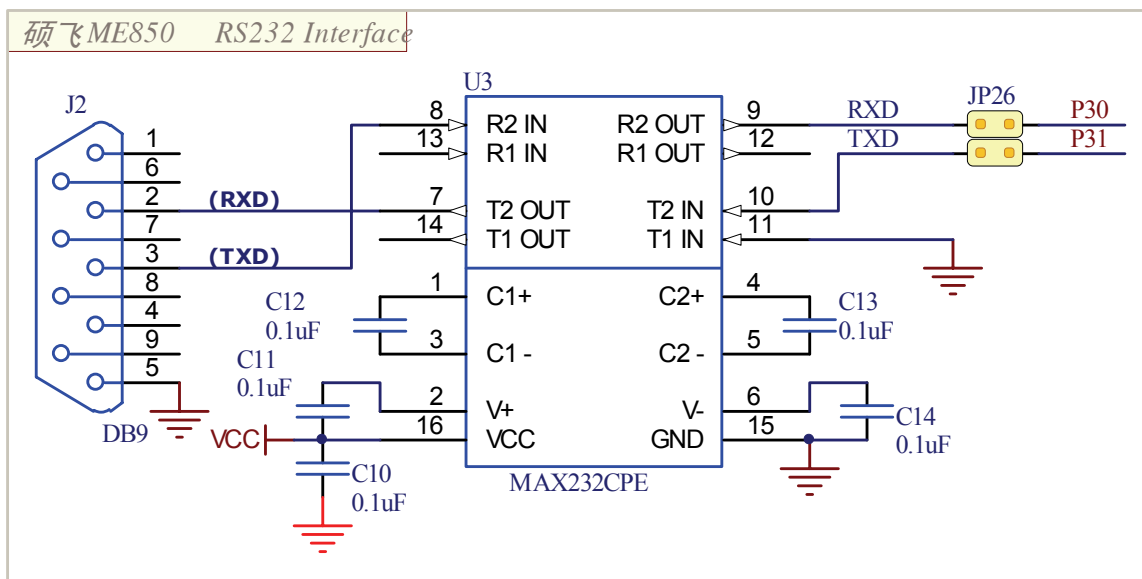 硕飞ME850 RS232 Interface
U3
J2
JP26
1
6
2
7
3
8
4
9
5
DB9
(RXD)
(TXD)
8 R2 IN R2 OUT 9 RXD P30
13 R1 IN R1 OUT 12 TXD P31
7 T2 OUT T2 IN 10
14 T1 OUT T1 IN 11
1 C1+ C2+ 4
C12
0.1uF
C13
0.1uF
3 C1 - C2 - 5
C11
0.1uF
2 V+ V- 6
VCC 16 VCC GND 15
C14
0.1uF
C10
0.1uF
MAX232CPE